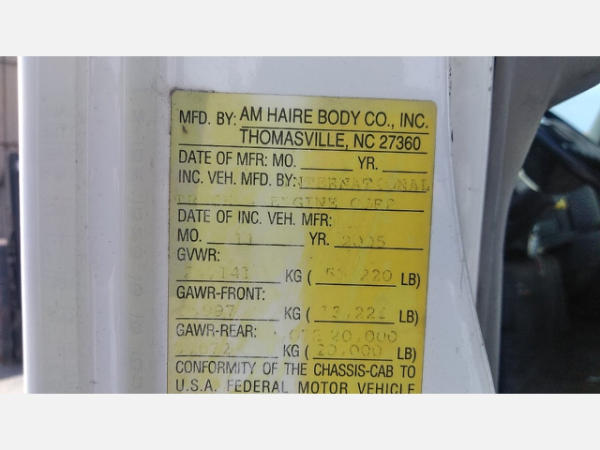 MFD. BY: AM HAIRE BODY CO., INC.
THOMASVILLE, NC 27360
DATE OF MFR: MO. YR.
INC. VEH. MFD. BY: INTERNATIONAL
ENGINE CORP
DATE OF INC. VEH. MFR:
MO. 11 YR. 2005
GVWR:
KG ( LB)
GAWR-FRONT:
KG ( LB)
GAWR-REAR: 20,000
KG ( 20,000 LB)
CONFORMITY OF THE CHASSIS-CAB TO
U.S.A. FEDERAL MOTOR VEHICLE